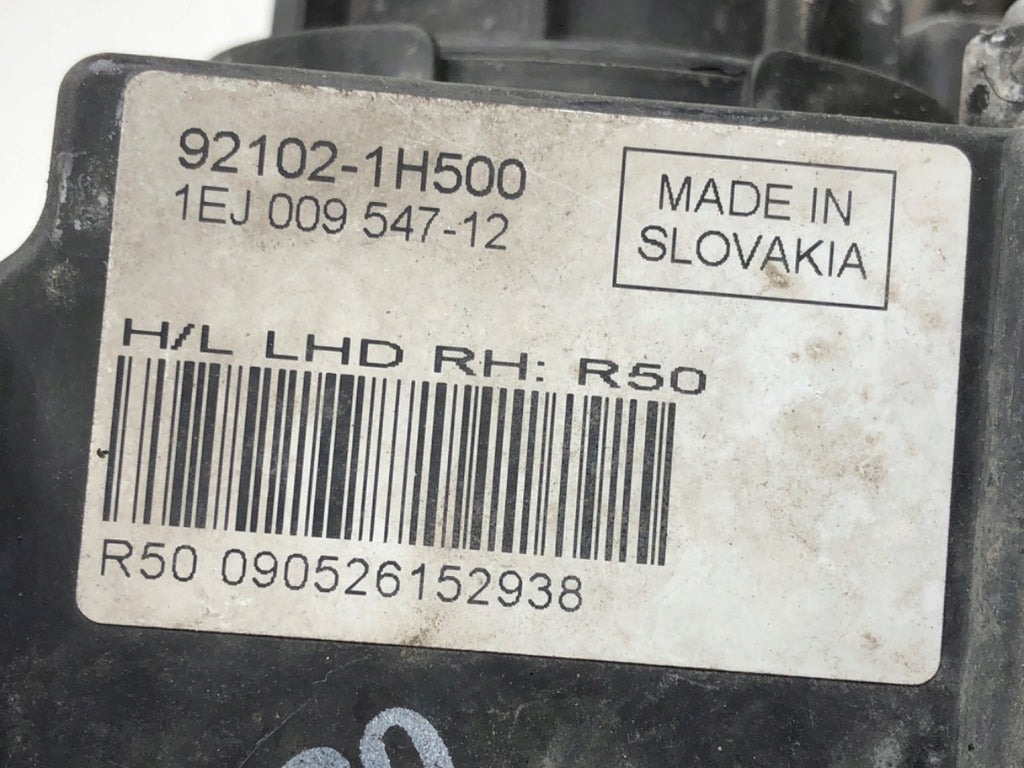 92102-1H500
1EJ 009 547-12
MADE IN
SLOVAKIA
H/L LHD RH: R50
R50 090526152938